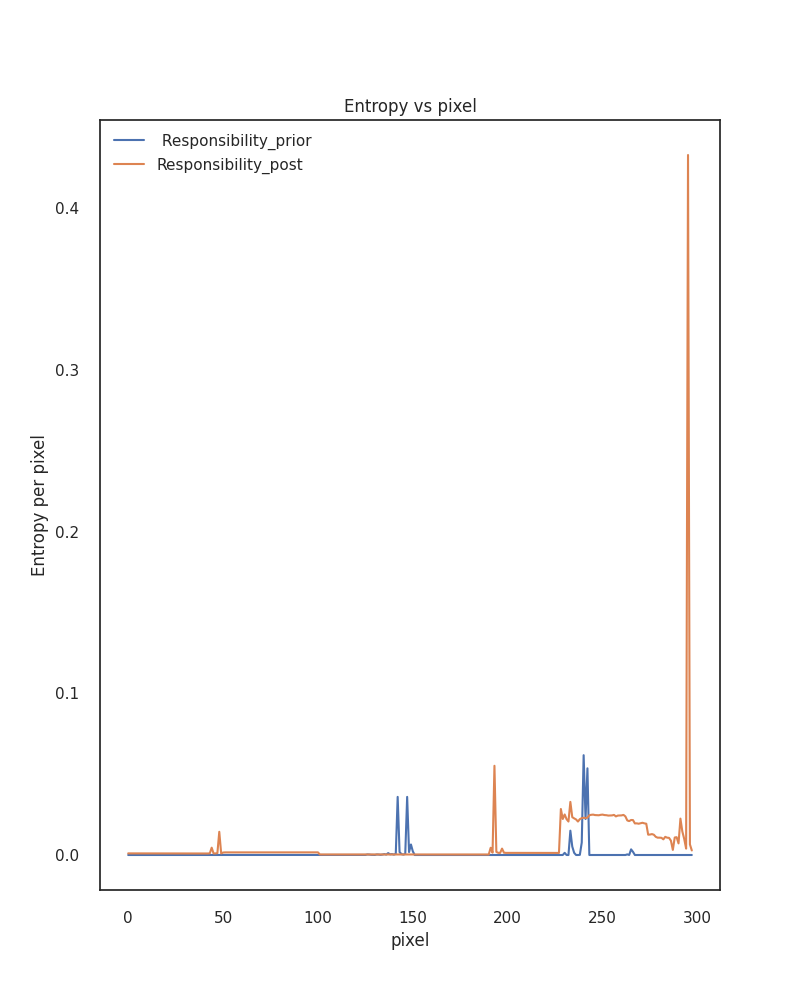 Entropy vs pixel
Responsibility_prior
Responsibility_post
Entropy per pixel
0.4
0.3
0.2
0.1
0.0
0 50 100 150 200 250 300
pixel